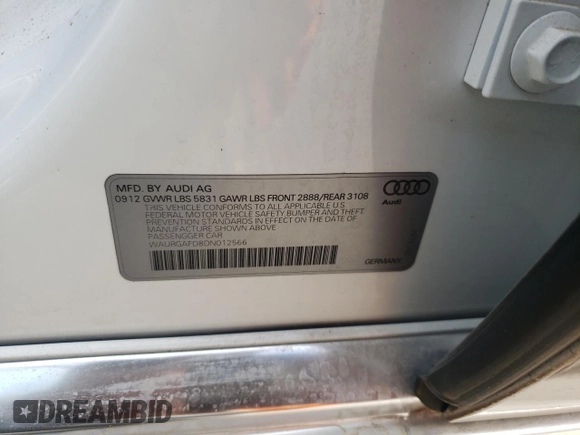 MFD. BY AUDI AG
0912 GVWR LBS 5831 GAWR LBS FRONT 2888/REAR 3108
THIS VEHICLE CONFORMS TO ALL APPLICABLE U.S.
FEDERAL MOTOR VEHICLE SAFETY BUMPER AND THEFT
PREVENTION STANDARDS IN EFFECT ON THE DATE OF
MANUFACTURE SHOWN ABOVE
PASSENGER CAR
WAURGAFD8DN012566
Audi
GERMANY
DREAMBID